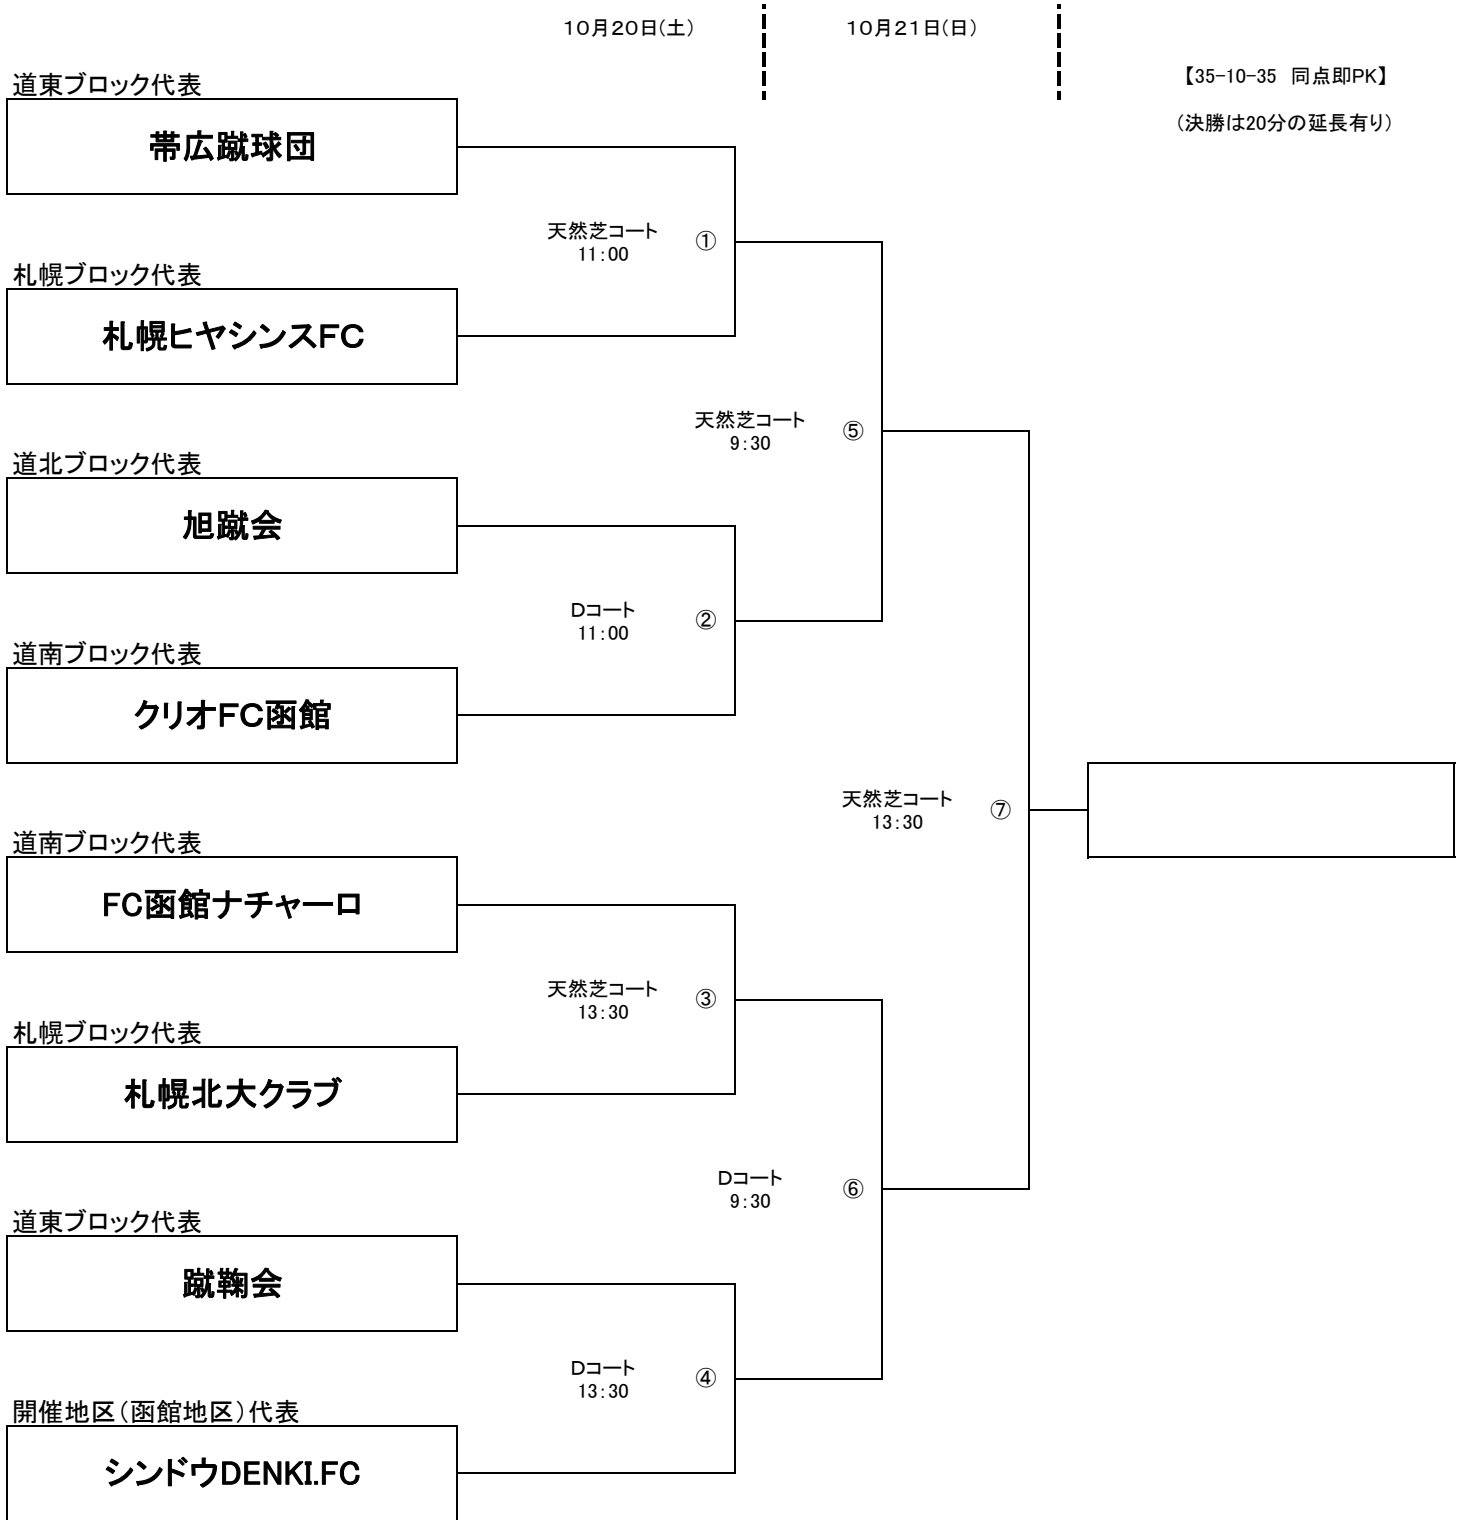 10月20日(土)
10月21日(日)
【35-10-35 同点即PK】
(決勝は20分の延長有り)
道東ブロック代表
帯広蹴球団
天然芝コート
11:00
①
札幌ブロック代表
札幌ヒヤシンスFC
天然芝コート
9:30
⑤
道北ブロック代表
旭蹴会
Dコート
11:00
②
道南ブロック代表
クリオFC函館
天然芝コート
13:30
⑦
道南ブロック代表
FC函館ナチャーロ
天然芝コート
13:30
③
札幌ブロック代表
札幌北大クラブ
Dコート
9:30
⑥
道東ブロック代表
蹴鞠会
Dコート
13:30
④
開催地区(函館地区)代表
シンドウDENKI.FC